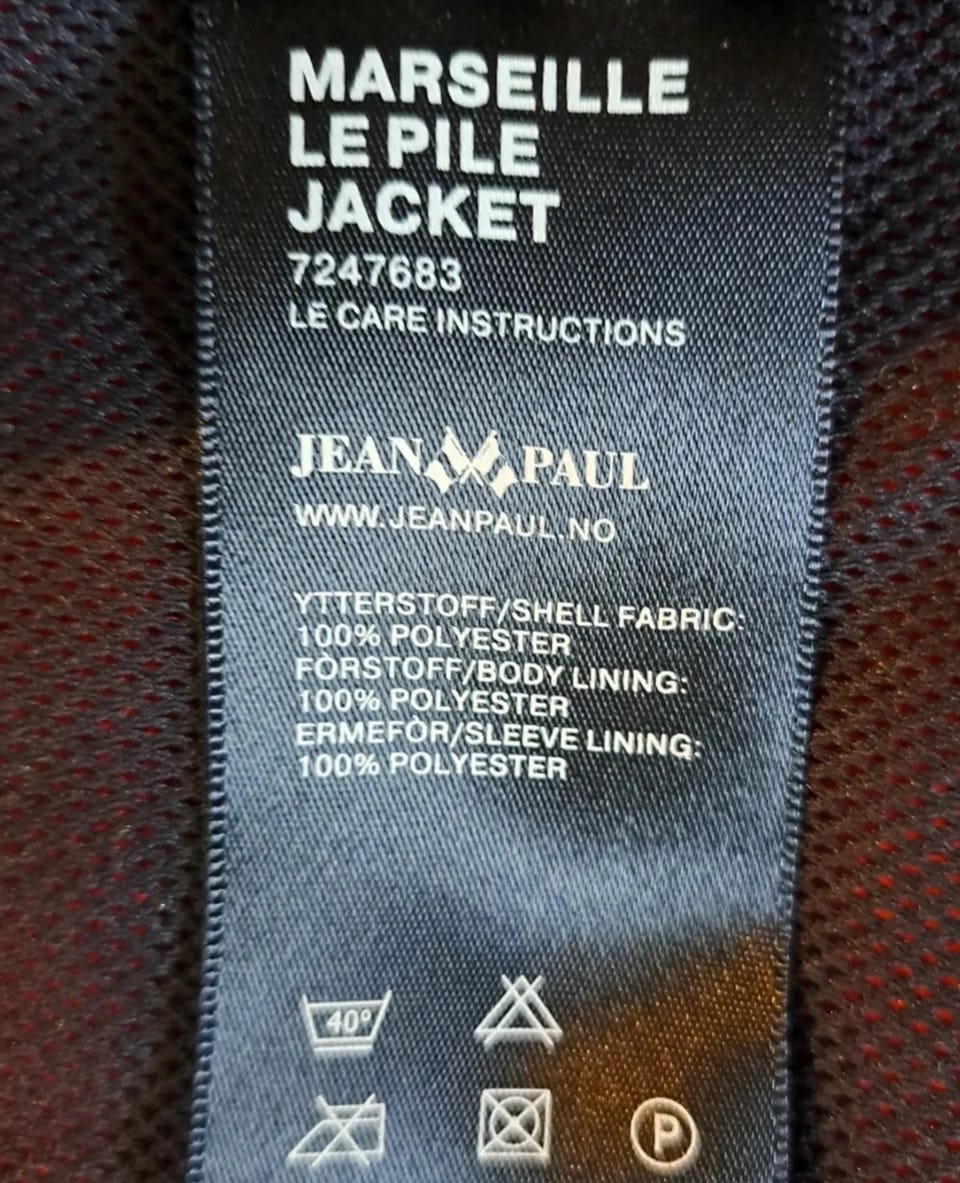 MARSEILLE
LE PILE
JACKET
7247683
LE CARE INSTRUCTIONS
JEAN PAUL
WWW.JEANPAUL.NO
YTTERSTOFF/SHELL FABRIC:
100% POLYESTER
FÒRSTOFF/BODY LINING:
100% POLYESTER
ERMEFÒR/SLEEVE LINING:
100% POLYESTER
40°
P